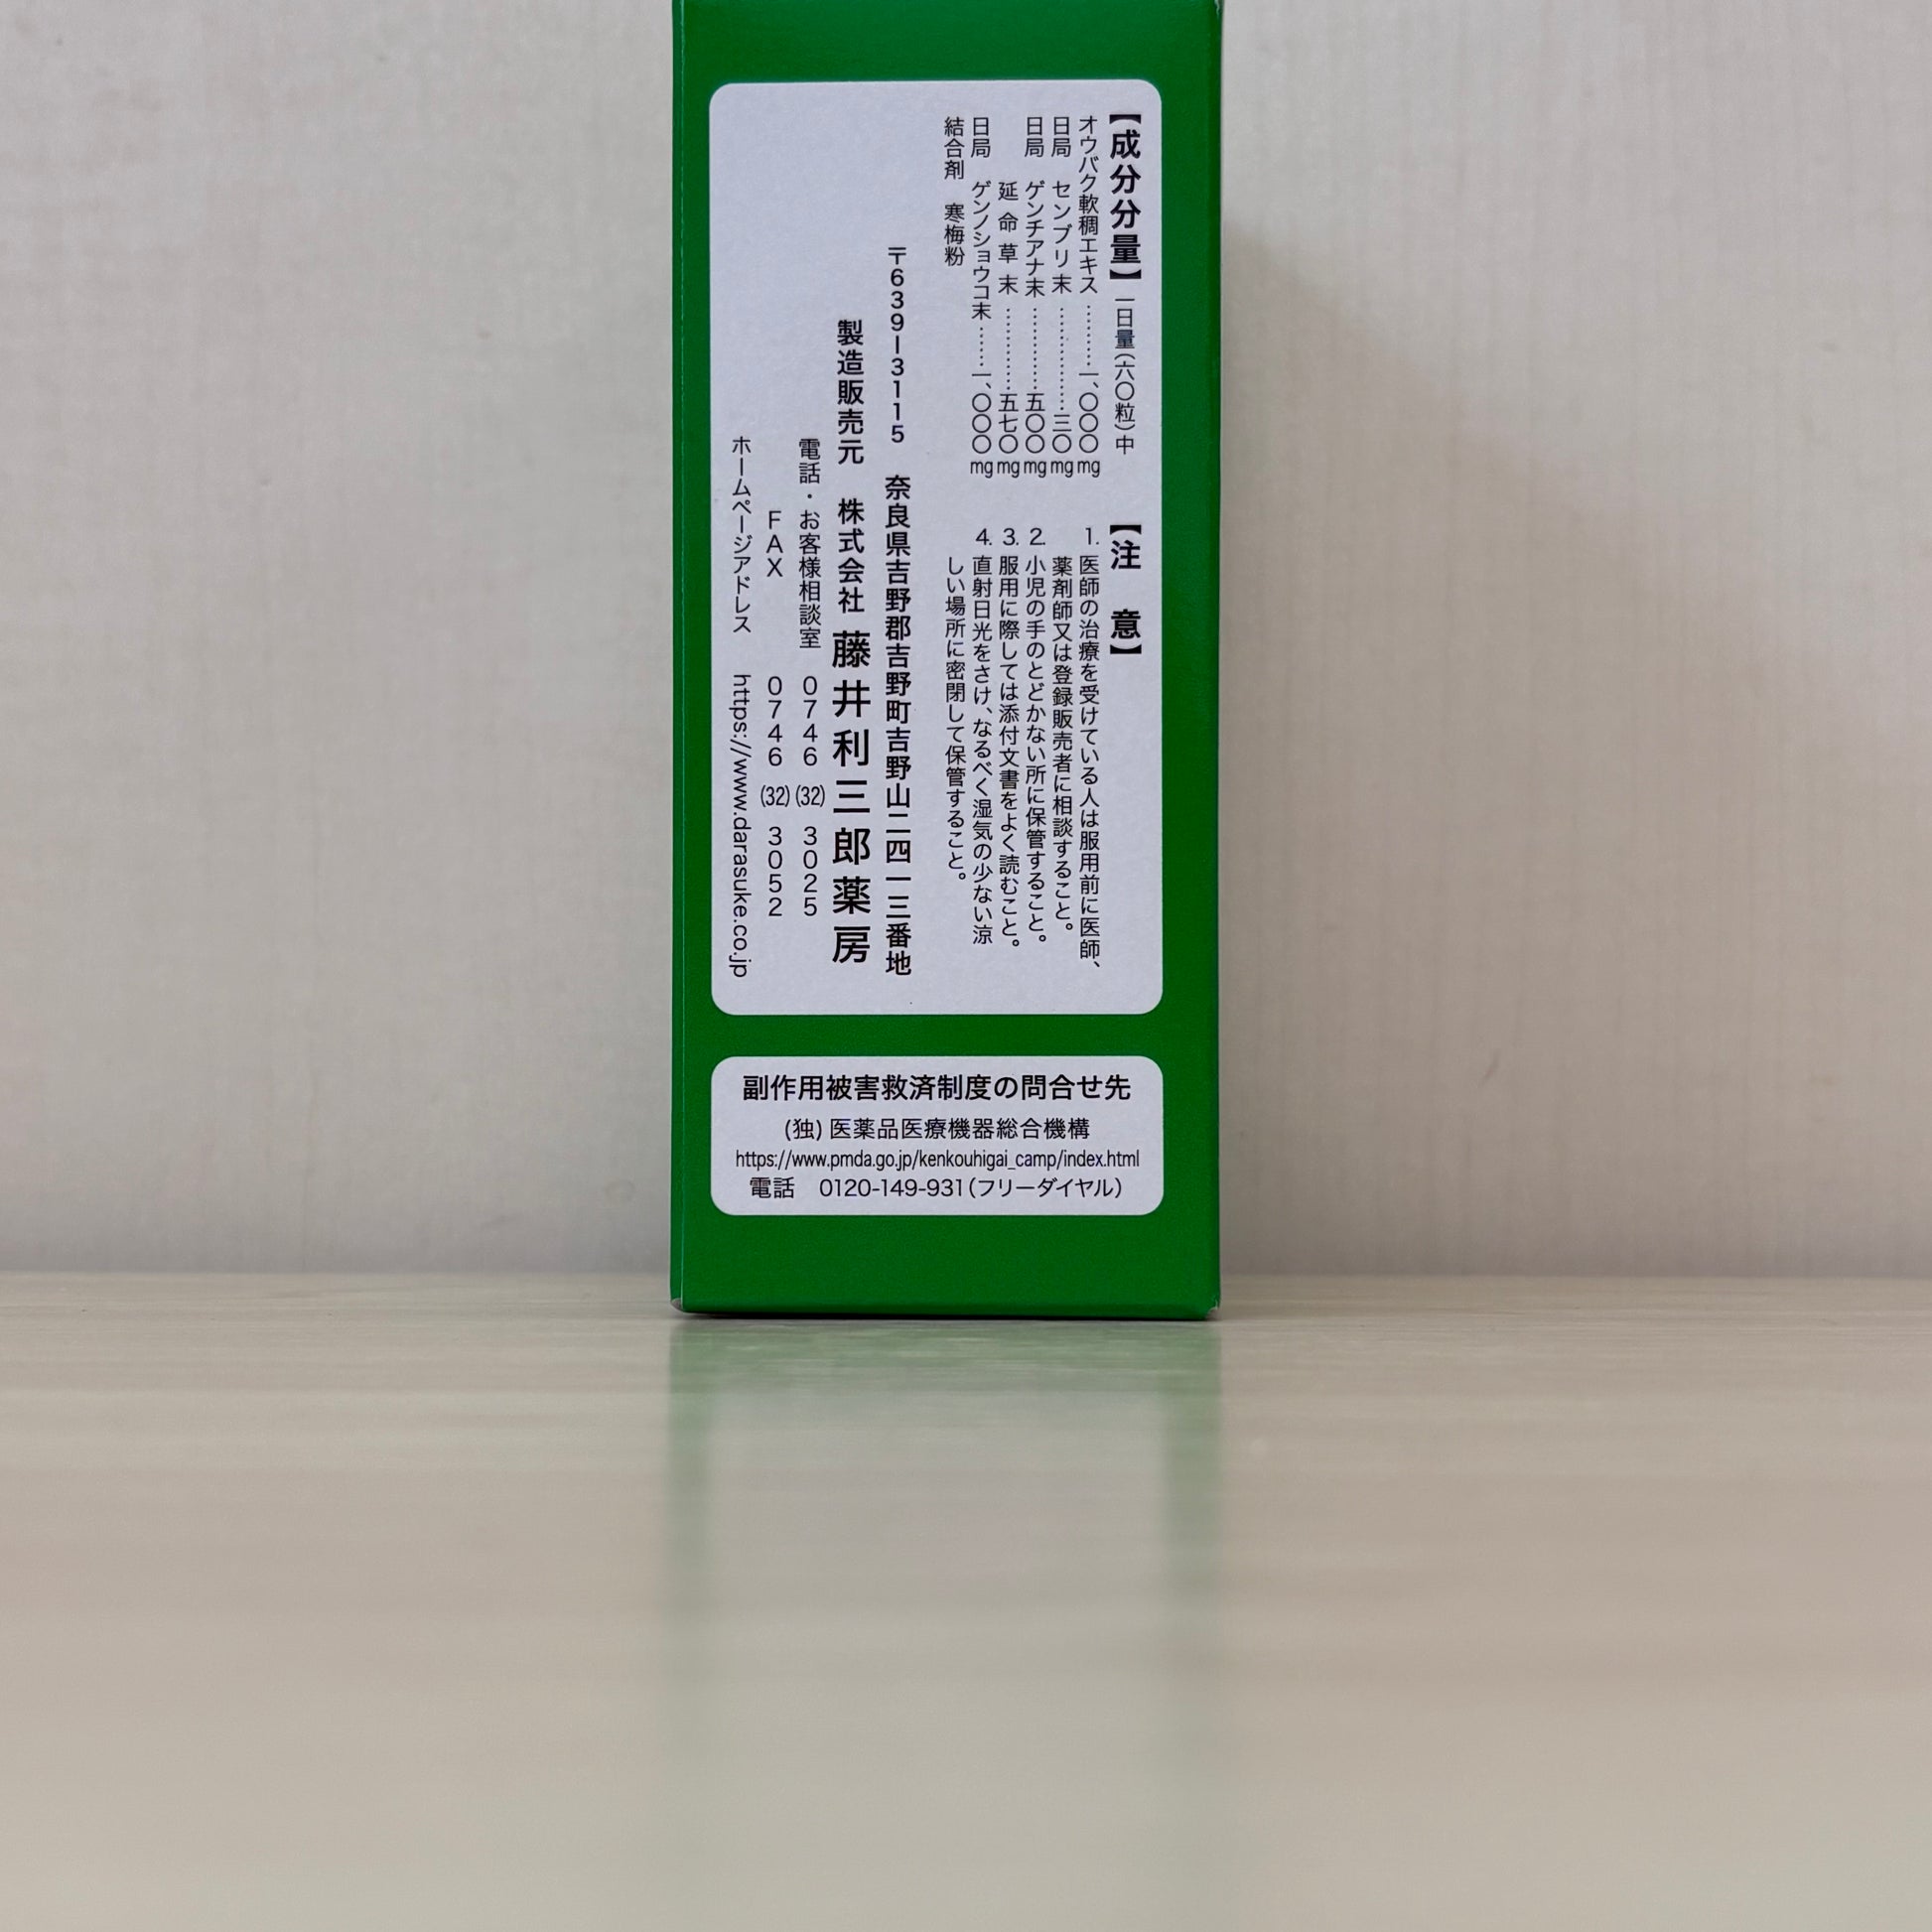 【成分分量】一日量（六〇粒）中
オウバク軟稠エキス…………一、〇〇〇mg
日局 センブリ末……………三〇mg
日局 ゲンチアナ末…………五〇〇mg
延命草末…………五七〇mg
日局 ゲンノショウコ末……一、〇〇〇mg
結合剤 寒梅粉
【注 意】
1. 医師の治療を受けている人は服用前に医師、
薬剤師又は登録販売者に相談すること。
2. 小児の手のとどかない所に保管すること。
3. 服用に際しては添付文書をよく読むこと。
4. 直射日光をさけ、なるべく湿気の少ない涼
しい場所に密閉して保管すること。
〒639-3115 奈良県吉野郡吉野町吉野山二四一三番地
製造販売元 株式会社 藤井利三郎薬房
電話・お客様相談室 0746(32)3025
FAX 0746(32)3052
ホームページアドレス https://www.darasuke.co.jp
副作用被害救済制度の問合せ先
(独) 医薬品医療機器総合機構
https://www.pmda.go.jp/kenkouhigai_camp/index.html
電話 0120-149-931（フリーダイヤル）